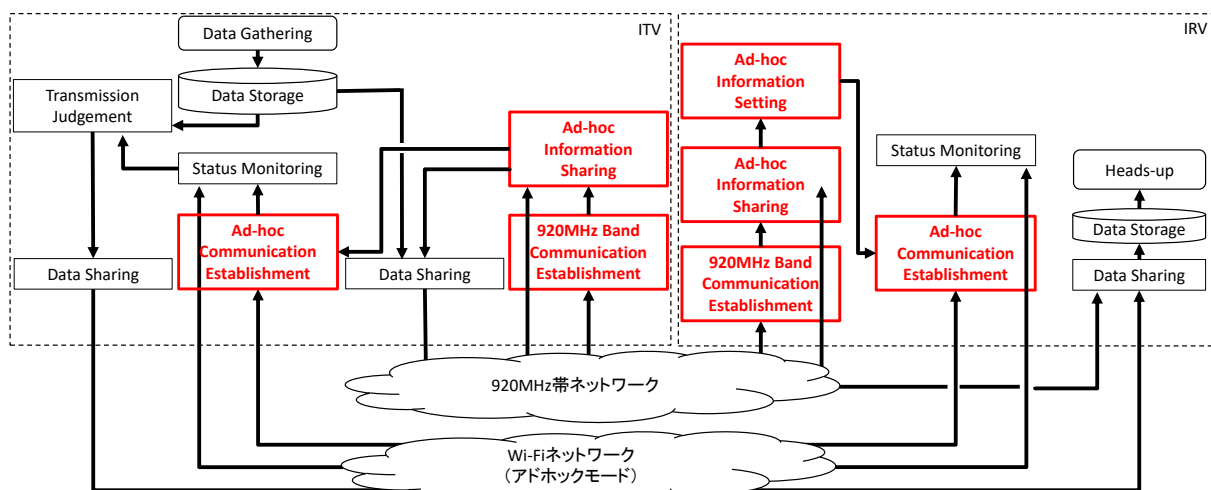 ITV
Data Gathering
Data Storage
Transmission
Judgement
Status Monitoring
Ad-hoc
Communication
Establishment
Data Sharing
Data Sharing
Ad-hoc
Information
Sharing
920MHz Band
Communication
Establishment
IRV
Ad-hoc
Information
Setting
Ad-hoc
Information
Sharing
920MHz Band
Communication
Establishment
Status Monitoring
Ad-hoc
Communication
Establishment
Heads-up
Data Storage
Data Sharing
920MHz帯ネットワーク
Wi-Fiネットワーク
（アドホックモード）